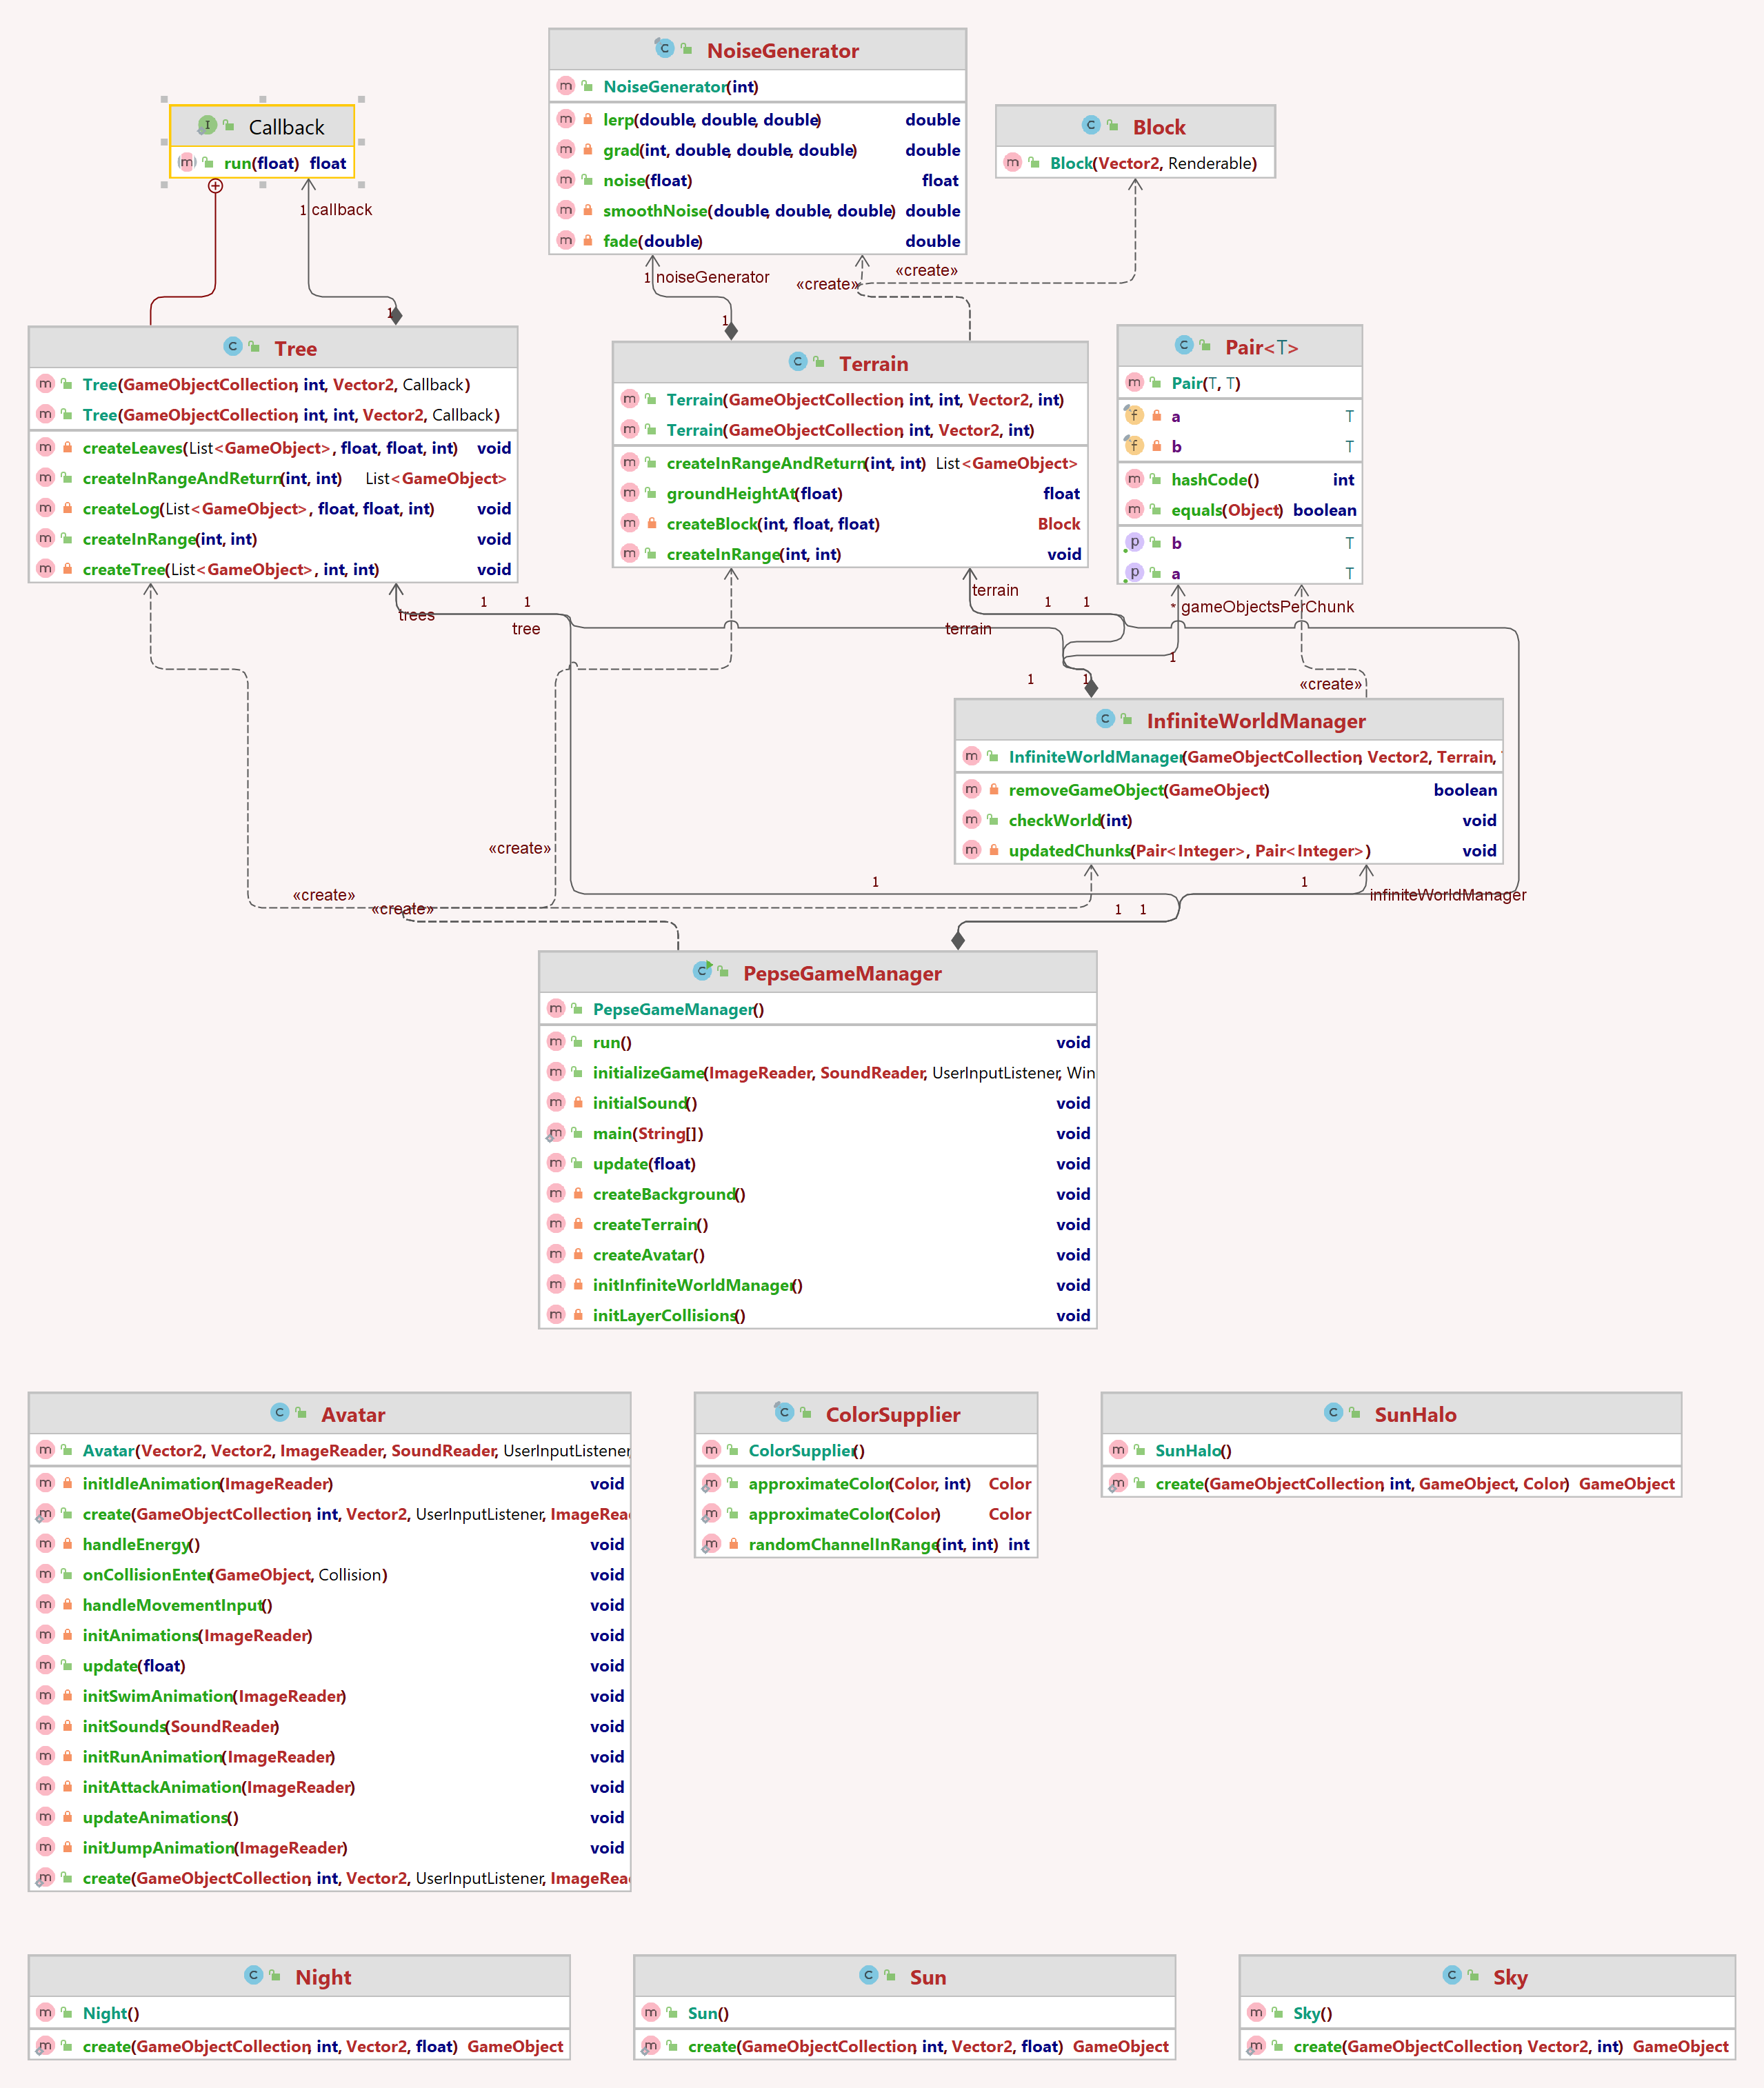 NoiseGenerator
NoiseGenerator(int)
lerp(double, double, double) double
grad(int, double, double, double) double
noise(float) float
smoothNoise(double, double, double) double
fade(double) double
Callback
run(float) float
Block
Block(Vector2, Renderable)
1 callback
1
1 noiseGenerator
1
«create»
«create»
Tree
Tree(GameObjectCollection, int, Vector2, Callback)
Tree(GameObjectCollection, int, int, Vector2, Callback)
createLeaves(List<GameObject>, float, float, int) void
createInRangeAndReturn(int, int) List<GameObject>
createLog(List<GameObject>, float, float, int) void
createInRange(int, int) void
createTree(List<GameObject>, int, int) void
Terrain
Terrain(GameObjectCollection, int, int, Vector2, int)
Terrain(GameObjectCollection, int, Vector2, int)
createInRangeAndReturn(int, int) List<GameObject>
groundHeightAt(float) float
createBlock(int, float, float) Block
createInRange(int, int) void
Pair<T>
Pair(T, T)
a T
b T
hashCode() int
equals(Object) boolean
b T
a T
trees
1
1
tree
terrain
terrain
1
1
* gameObjectsPerChunk
1
1
1
«create»
InfiniteWorldManager
InfiniteWorldManager(GameObjectCollection, Vector2, Terrain,
removeGameObject(GameObject) boolean
checkWorld(int) void
updatedChunks(Pair<Integer>, Pair<Integer>) void
«create»
«create»
«create»
1
1
infiniteWorldManager
1
1
PepseGameManager
PepseGameManager()
run() void
initializeGame(ImageReader, SoundReader, UserInputListener, Win
initialSound() void
main(String[]) void
update(float) void
createBackground() void
createTerrain() void
createAvatar() void
initInfiniteWorldManager() void
initLayerCollisions() void
Avatar
Avatar(Vector2, Vector2, ImageReader, SoundReader, UserInputListener
initIdleAnimation(ImageReader) void
create(GameObjectCollection, int, Vector2, UserInputListener, ImageRea
handleEnergy() void
onCollisionEnter(GameObject, Collision) void
handleMovementInput() void
initAnimations(ImageReader) void
update(float) void
initSwimAnimation(ImageReader) void
initSounds(SoundReader) void
initRunAnimation(ImageReader) void
initAttackAnimation(ImageReader) void
updateAnimations() void
initJumpAnimation(ImageReader) void
create(GameObjectCollection, int, Vector2, UserInputListener, ImageRea
ColorSupplier
ColorSupplier()
approximateColor(Color, int) Color
approximateColor(Color) Color
randomChannelInRange(int, int) int
SunHalo
SunHalo()
create(GameObjectCollection, int, GameObject, Color) GameObject
Night
Night()
create(GameObjectCollection, int, Vector2, float) GameObject
Sun
Sun()
create(GameObjectCollection, int, Vector2, float) GameObject
Sky
Sky()
create(GameObjectCollection, Vector2, int) GameObject